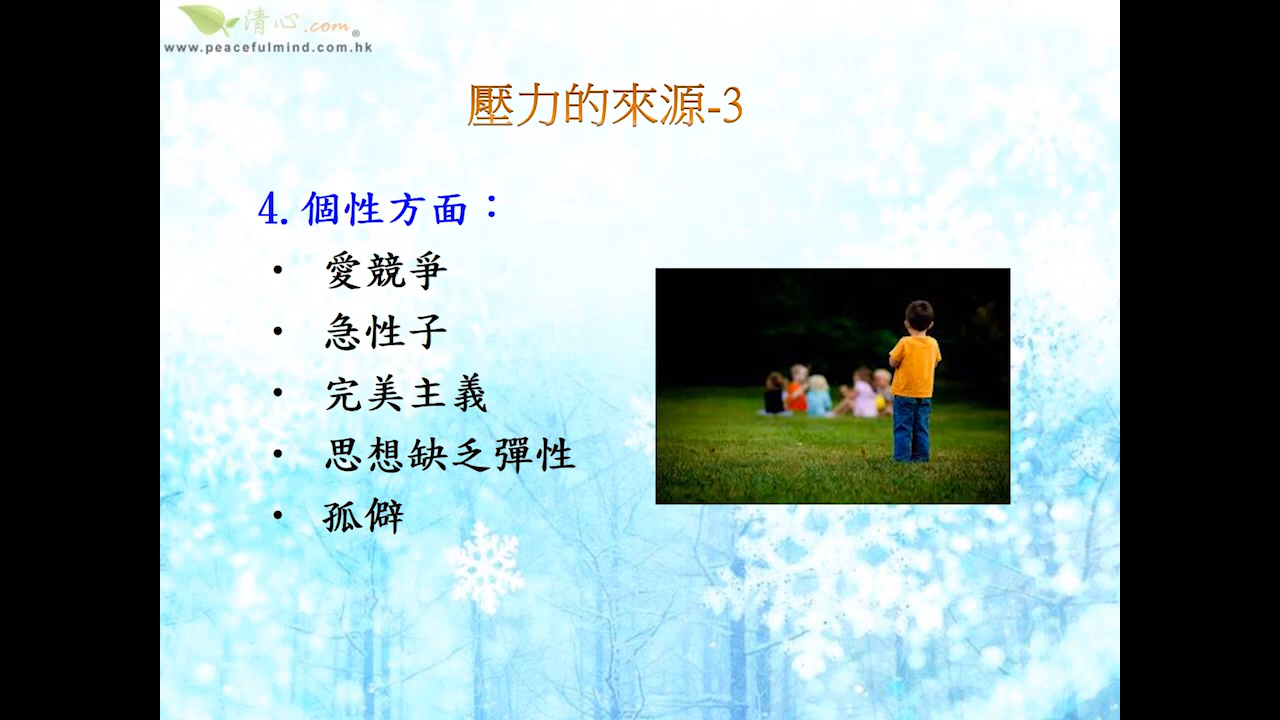 清心.com®
www.peacefulmind.com.hk
壓力的來源-3
4.個性方面：
• 愛競爭
• 急性子
• 完美主義
• 思想缺乏彈性
• 孤僻